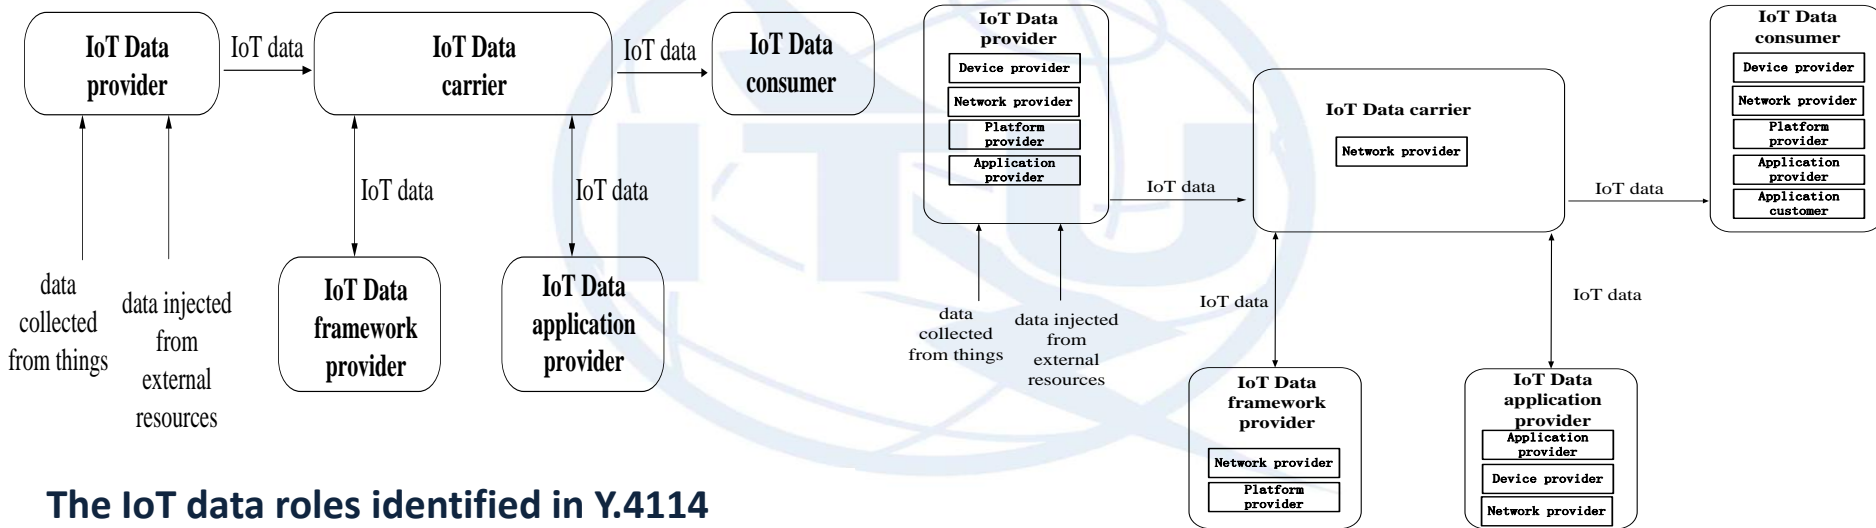 IoT Data
provider
IoT data
IoT Data
carrier
IoT data
IoT Data
consumer
IoT data
IoT data
data
collected
from things
data injected
from
external
resources
IoT Data
framework
provider
IoT Data
application
provider
The IoT data roles identified in Y.4114
IoT Data
provider
Device provider
Network provider
Platform
provider
Application
provider
IoT data
IoT Data carrier
Network provider
IoT data
IoT Data
consumer
Device provider
Network provider
Platform
provider
Application
provider
Application
customer
data
collected
from things
data injected
from
external
resources
IoT data
IoT data
IoT Data
framework
provider
Network provider
Platform
provider
IoT Data
application
provider
Application
provider
Device provider
Network provider
ITU